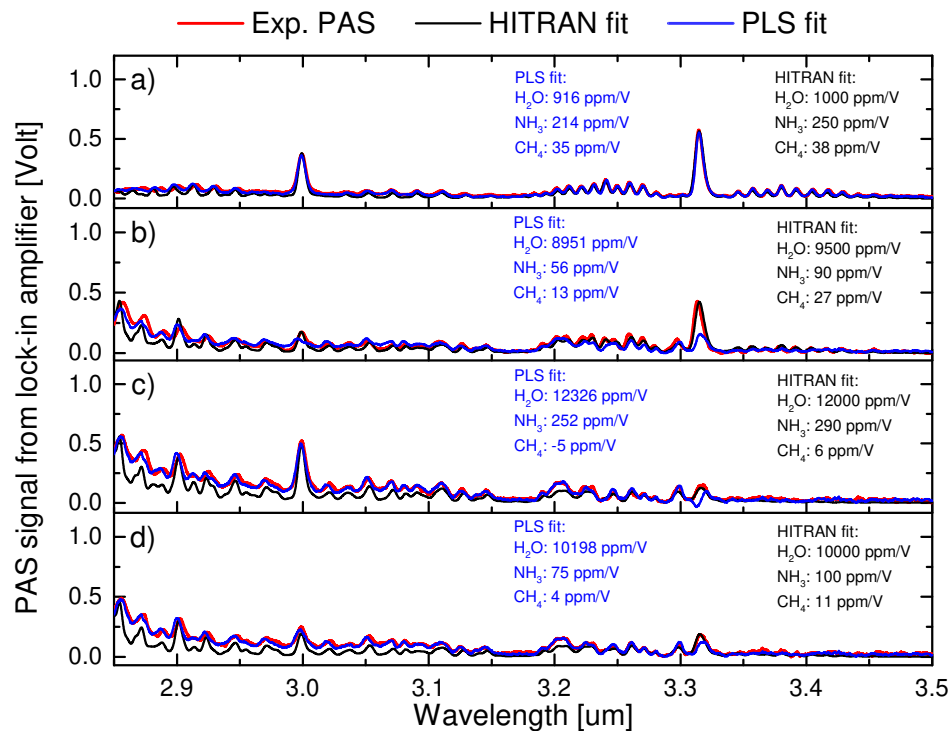 Exp. PAS HITRAN fit PLS fit
PAS signal from lock-in amplifier [Volt]
a)
1.0
0.5
0.0
PLS fit:
H₂O: 916 ppm/V
NH₃: 214 ppm/V
CH₄: 35 ppm/V
HITRAN fit:
H₂O: 1000 ppm/V
NH₃: 250 ppm/V
CH₄: 38 ppm/V
b)
1.0
0.5
0.0
PLS fit:
H₂O: 8951 ppm/V
NH₃: 56 ppm/V
CH₄: 13 ppm/V
HITRAN fit:
H₂O: 9500 ppm/V
NH₃: 90 ppm/V
CH₄: 27 ppm/V
c)
1.0
0.5
0.0
PLS fit:
H₂O: 12326 ppm/V
NH₃: 252 ppm/V
CH₄: -5 ppm/V
HITRAN fit:
H₂O: 12000 ppm/V
NH₃: 290 ppm/V
CH₄: 6 ppm/V
d)
1.0
0.5
0.0
PLS fit:
H₂O: 10198 ppm/V
NH₃: 75 ppm/V
CH₄: 4 ppm/V
HITRAN fit:
H₂O: 10000 ppm/V
NH₃: 100 ppm/V
CH₄: 11 ppm/V
2.9 3.0 3.1 3.2 3.3 3.4 3.5
Wavelength [um]